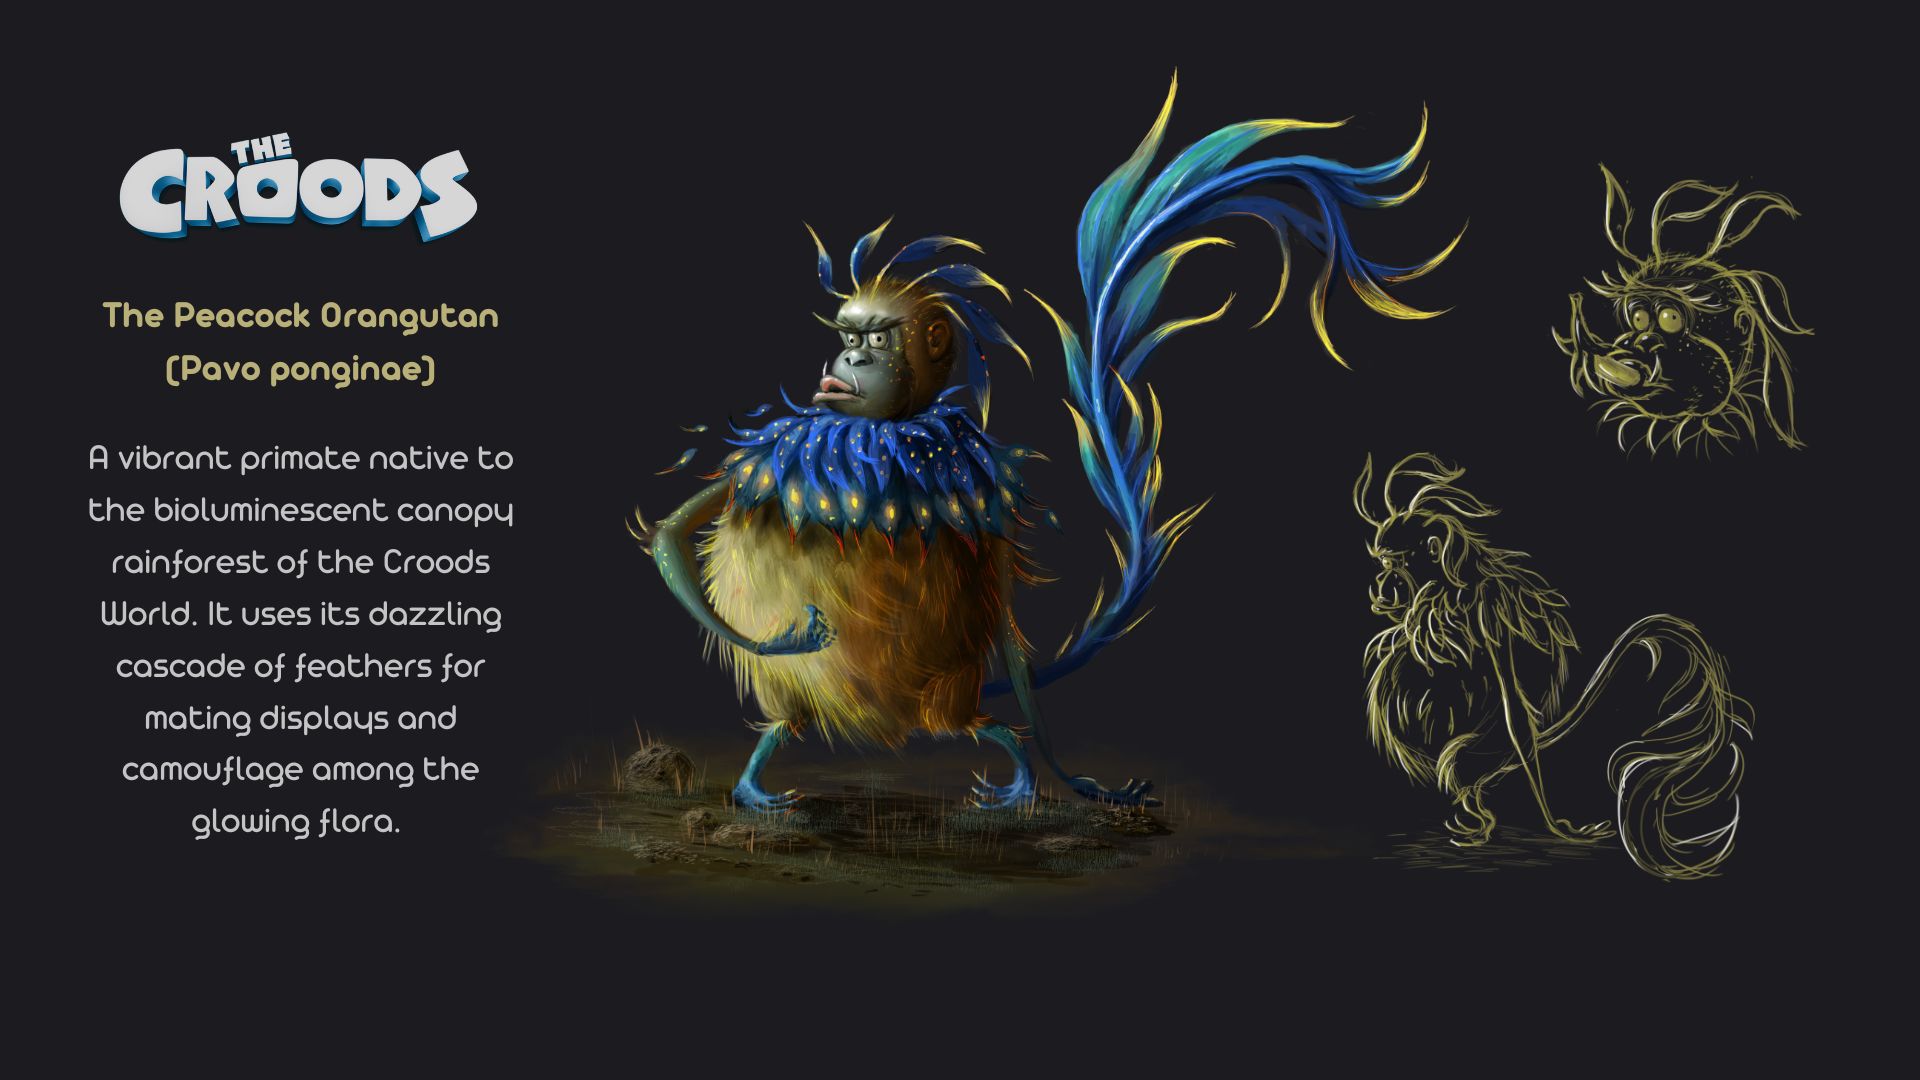 THE
CROODS
The Peacock Orangutan
(Pavo ponginae)
A vibrant primate native to
the bioluminescent canopy
rainforest of the Croods
World. It uses its dazzling
cascade of feathers for
mating displays and
camouflage among the
glowing flora.